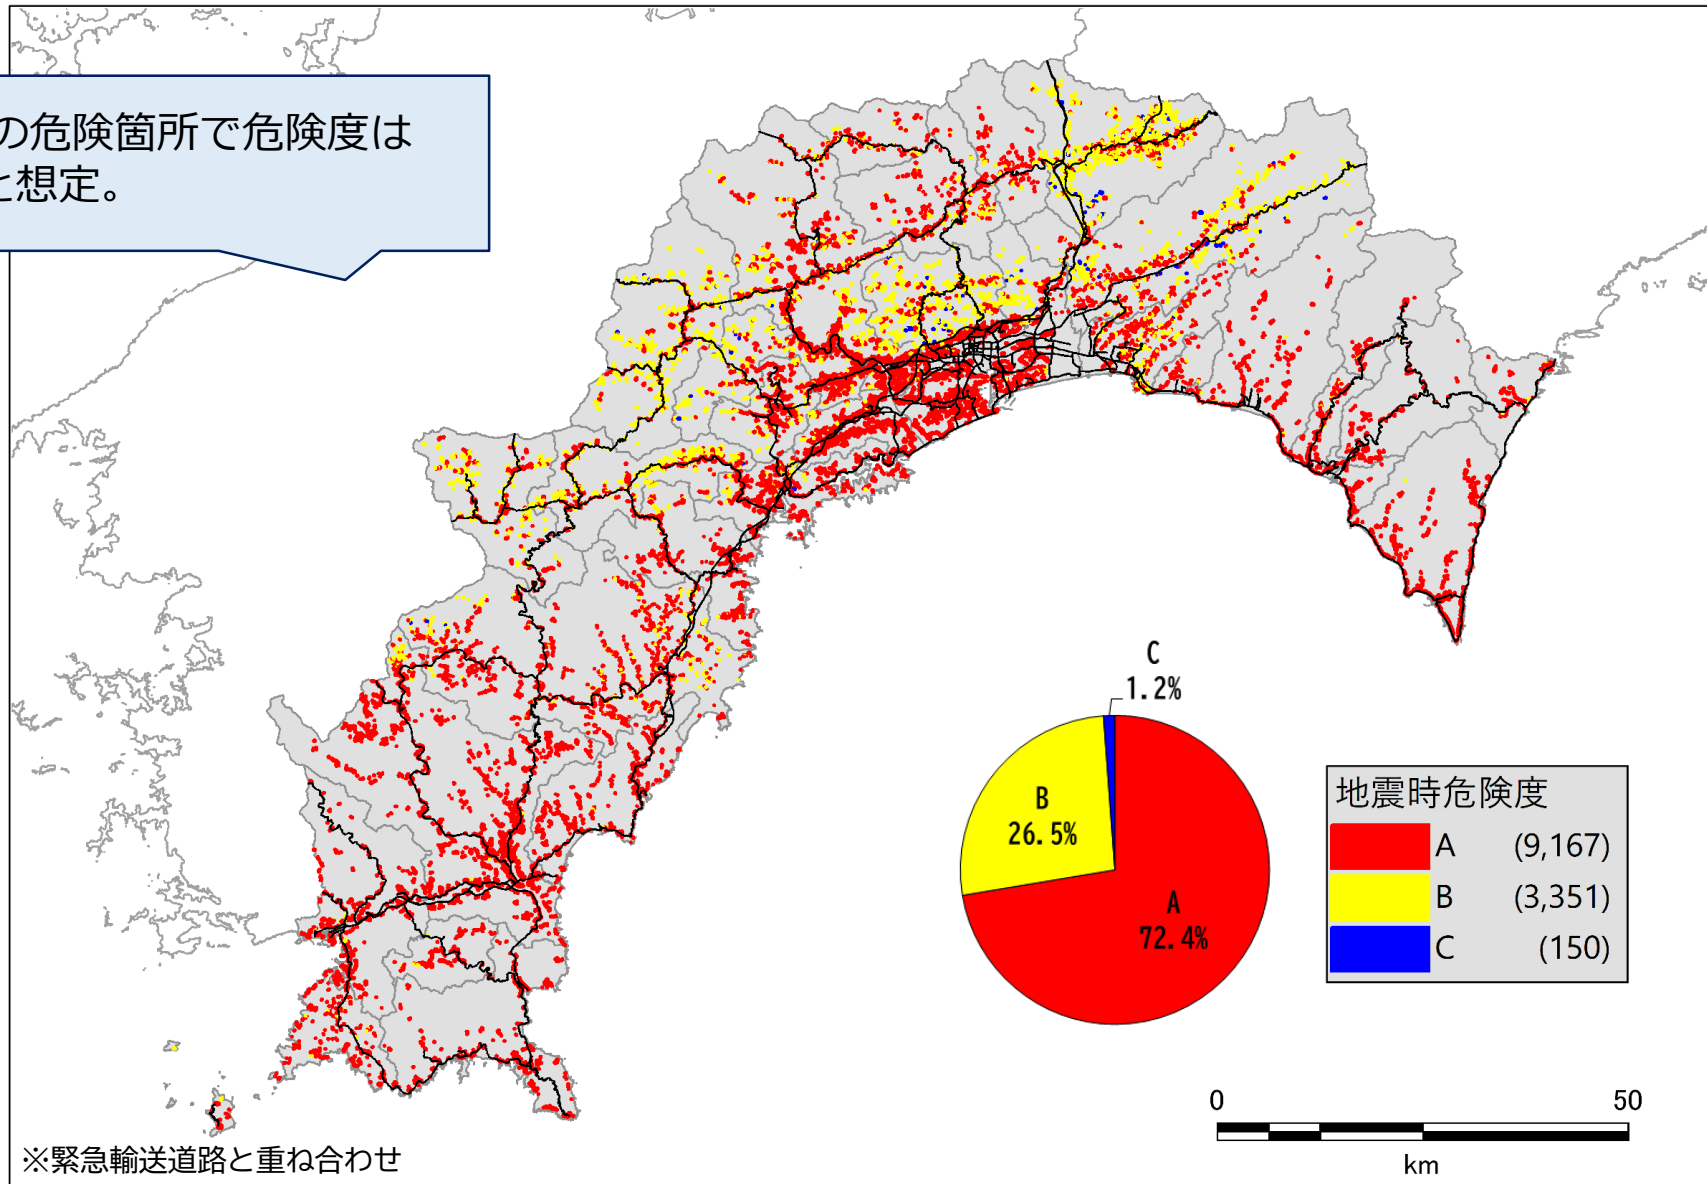 の危険箇所で危険度は
と想定。
C
1.2%
B
26.5%
A
72.4%
地震時危険度
A (9,167)
B (3,351)
C (150)
0 50
km
※緊急輸送道路と重ね合わせ